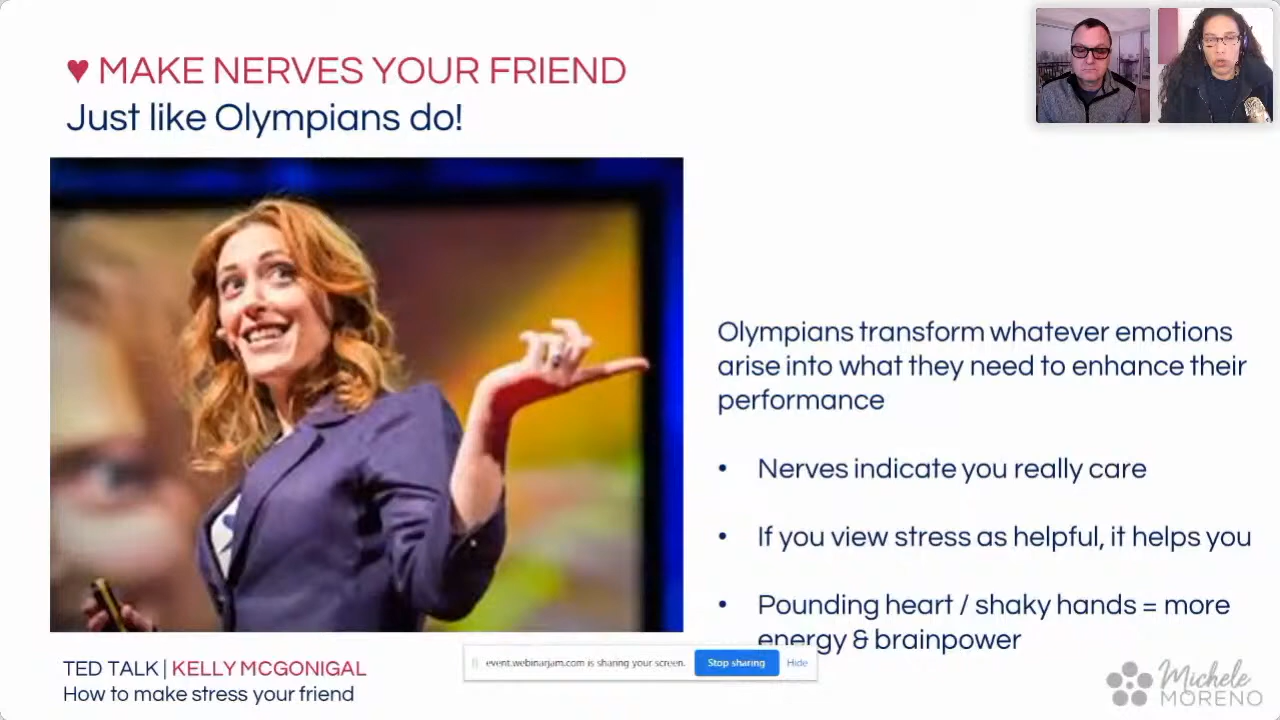 ♥ MAKE NERVES YOUR FRIEND
Just like Olympians do!
Olympians transform whatever emotions
arise into what they need to enhance their
performance
• Nerves indicate you really care
• If you view stress as helpful, it helps you
• Pounding heart / shaky hands = more
energy & brainpower
TED TALK | KELLY MCGONIGAL
How to make stress your friend
event.webinarjam.com is sharing your screen. Stop sharing Hide
Michele
MORENO